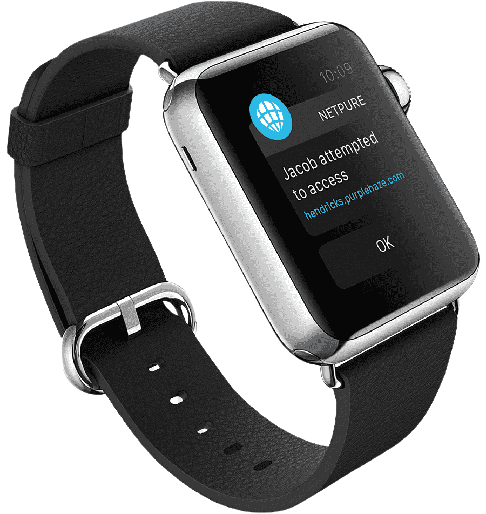 10:09
NETPURE
Jacob attempted
to access
hendricks.purplehaze.com
OK